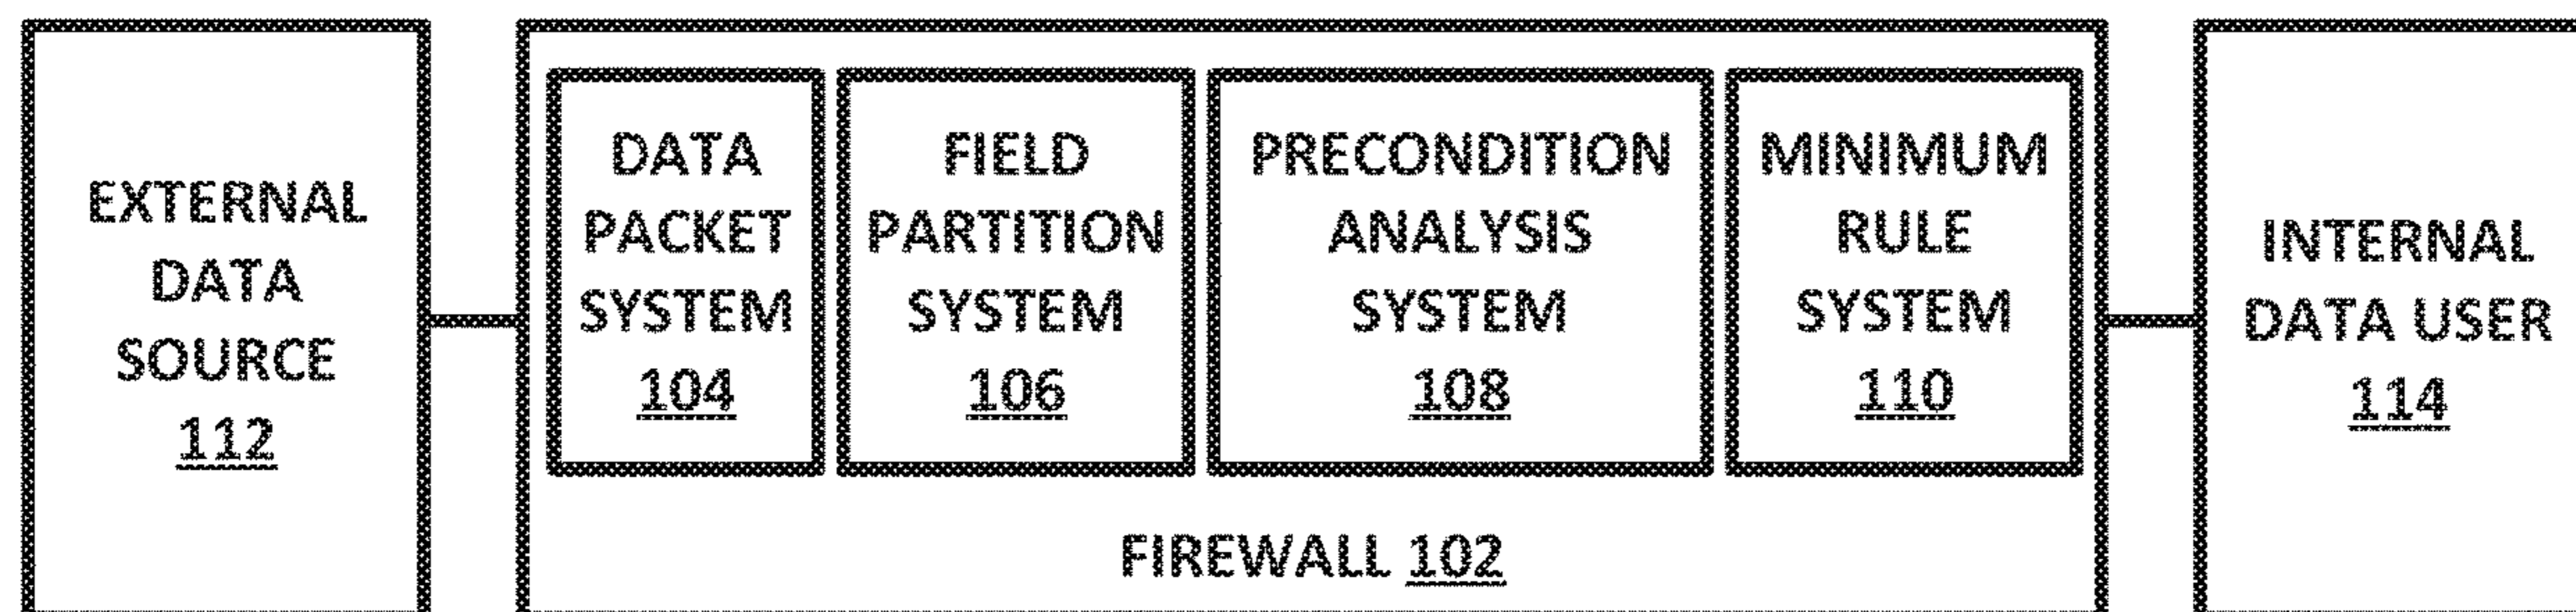 EXTERNAL
DATA
SOURCE
112
DATA
PACKET
SYSTEM
104
FIELD
PARTITION
SYSTEM
106
PRECONDITION
ANALYSIS
SYSTEM
108
MINIMUM
RULE
SYSTEM
110
FIREWALL 102
INTERNAL
DATA USER
114